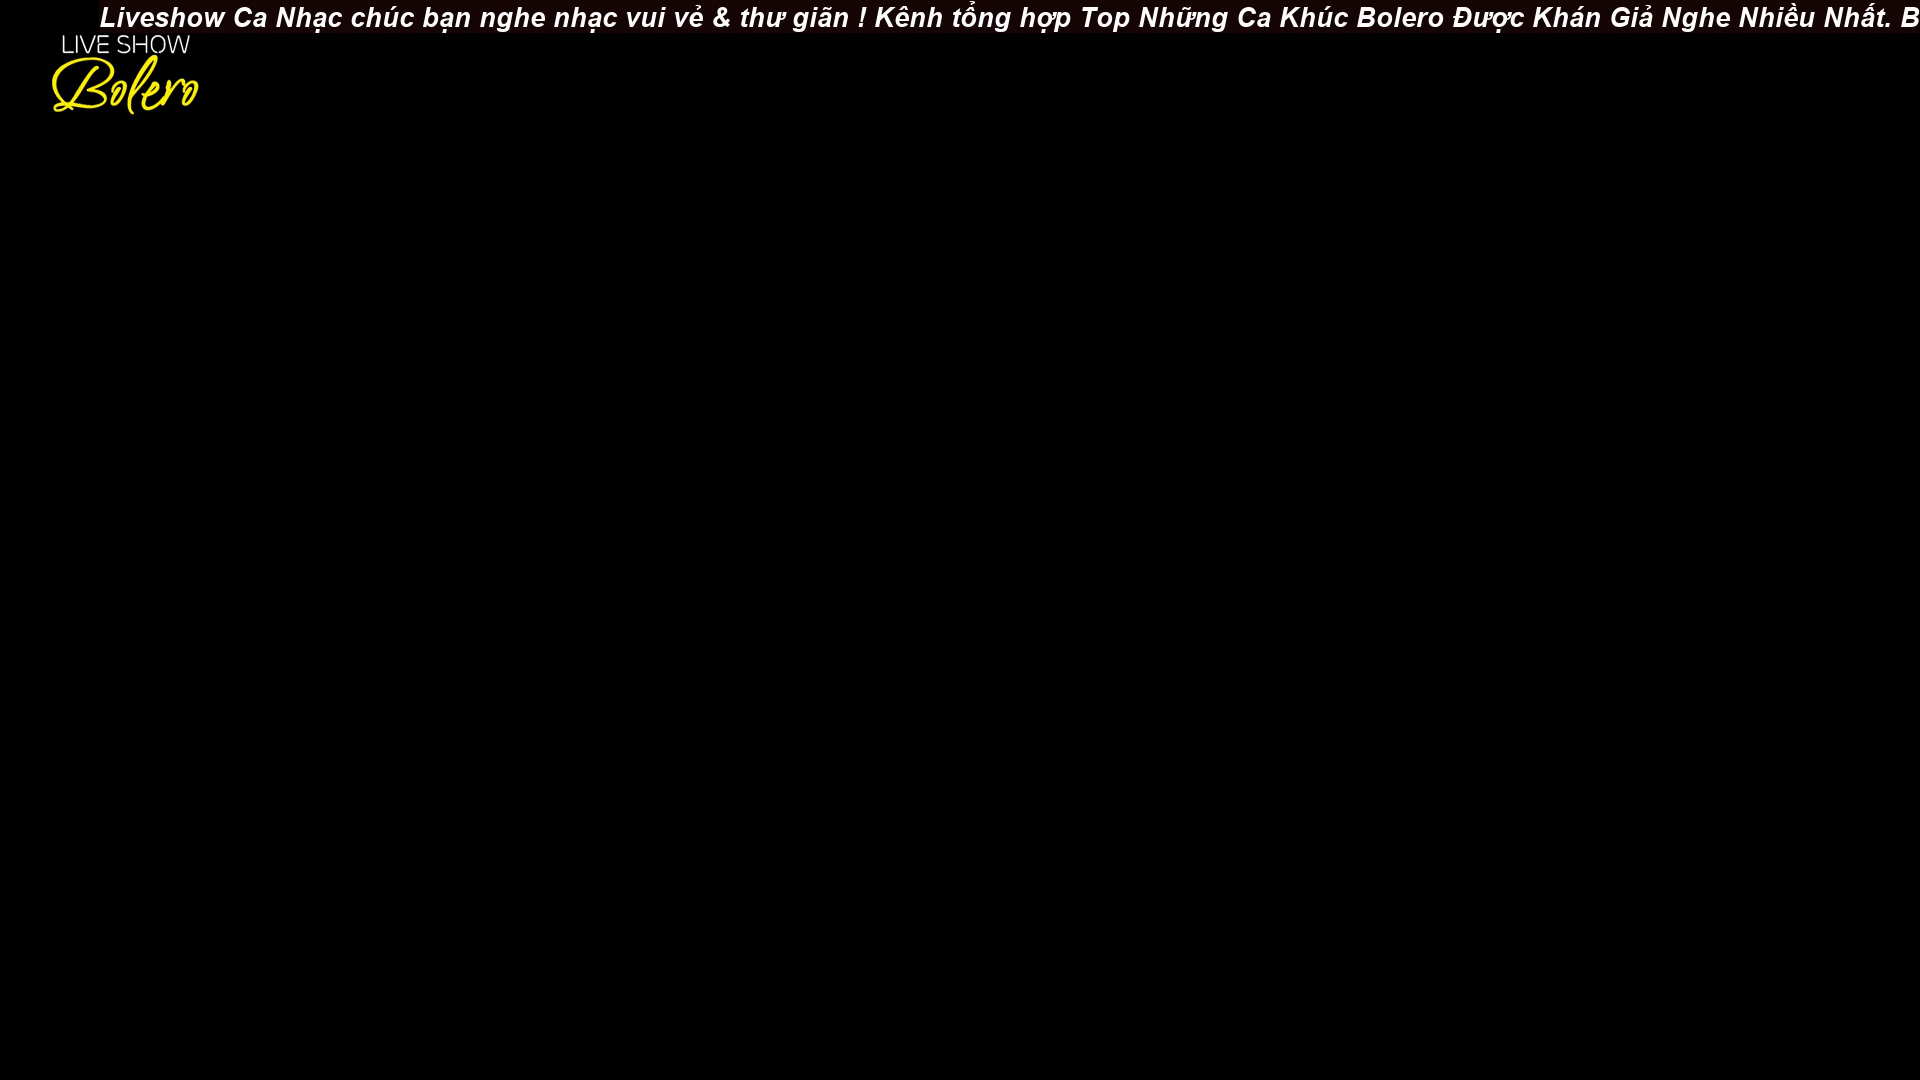 Liveshow Ca Nhạc chúc bạn nghe nhạc vui vẻ & thư giãn ! Kênh tổng hợp Top Những Ca Khúc Bolero Được Khán Giả Nghe Nhiều Nhất. B
LIVE SHOW
Bolero